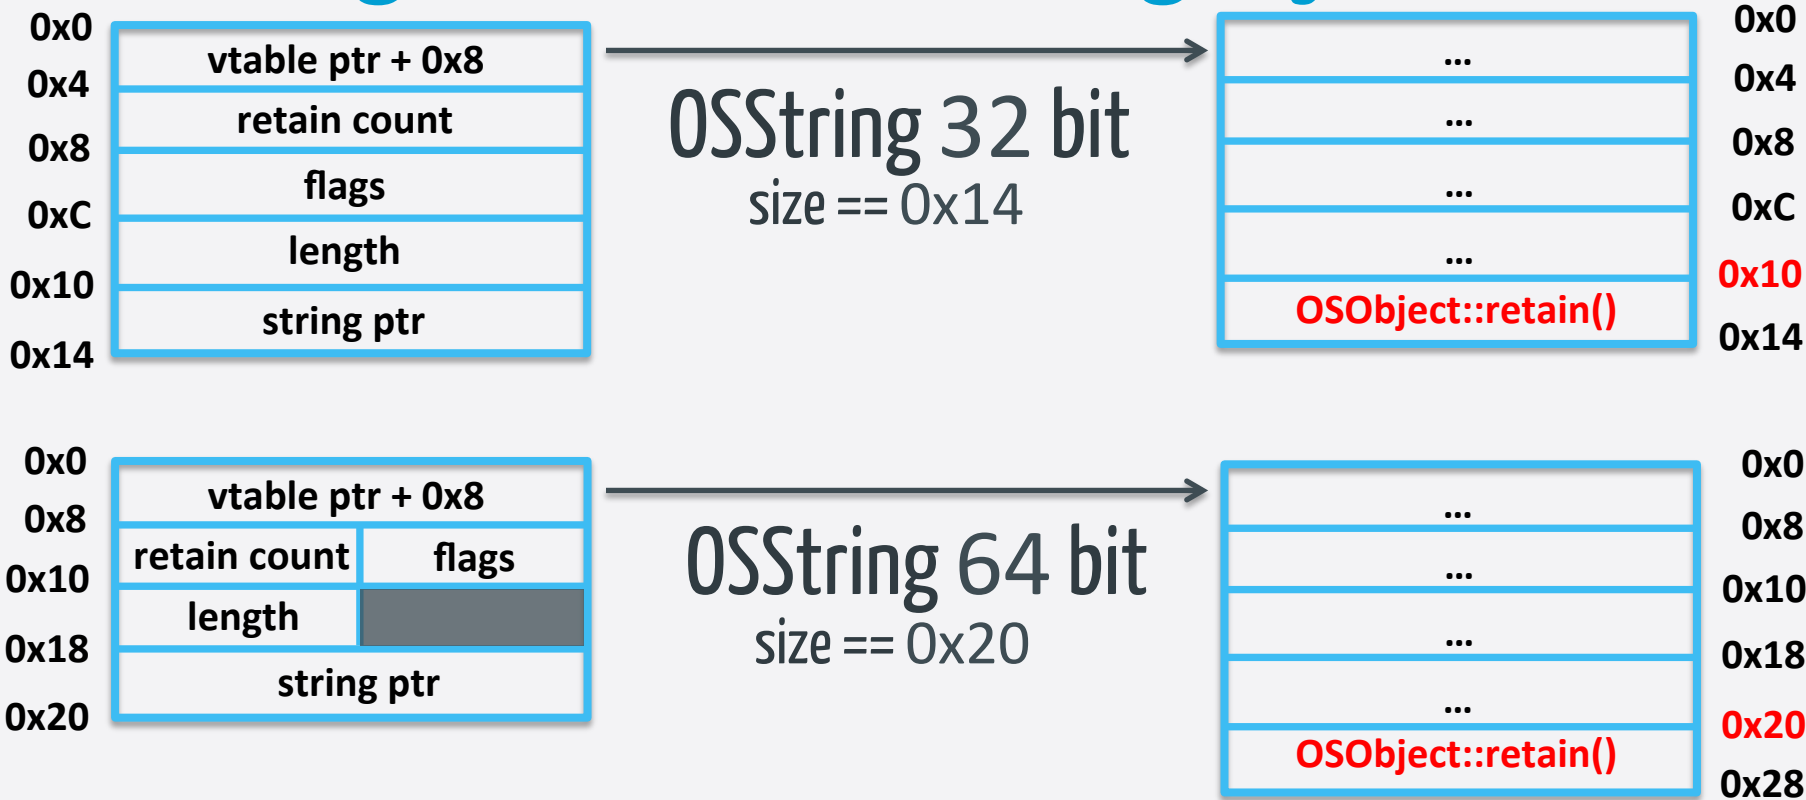 0x0
vtable ptr + 0x8
0x4
retain count
0x8
flags
0xC
length
0x10
string ptr
0x14
OSString 32 bit
size == 0x14
0x0
...
0x4
...
0x8
...
0xC
...
0x10
OSObject::retain()
0x14
0x0
vtable ptr + 0x8
0x8
retain count flags
0x10
length
0x18
string ptr
0x20
OSString 64 bit
size == 0x20
0x0
...
0x8
...
0x10
...
0x18
...
0x20
OSObject::retain()
0x28